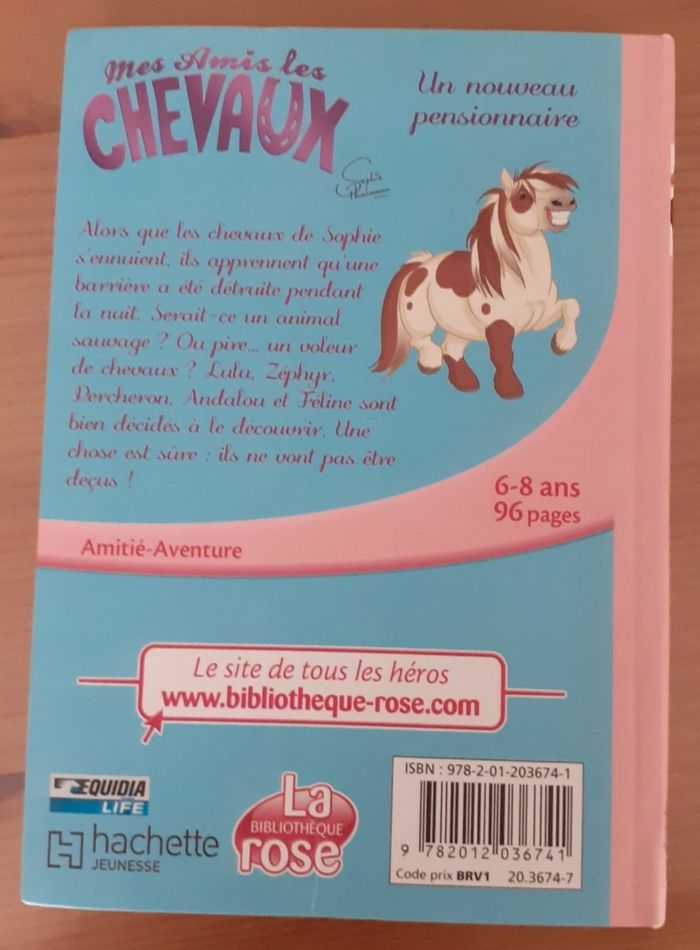 Mes Amis les
CHEVAUX
Sophie
Thalmann
Un nouveau
pensionnaire
Alors que les chevaux de Sophie
s'ennuient, ils apprennent qu'une
barrière a été détruite pendant
la nuit. Serait-ce un animal
sauvage ? Ou pire... un voleur
de chevaux ? Lulu, Zéphyr,
Percheron, Andalou et Féline sont
bien décidés à le découvrir. Une
chose est sûre : ils ne vont pas être
déçus !
6-8 ans
96 pages
Amitié-Aventure
Le site de tous les héros
www.bibliotheque-rose.com
EQUIDIA
LIFE
hachette
JEUNESSE
La
BIBLIOTHÈQUE
rose
ISBN : 978-2-01-203674-1
9 782012 036741
Code prix BRV1 20.3674-7